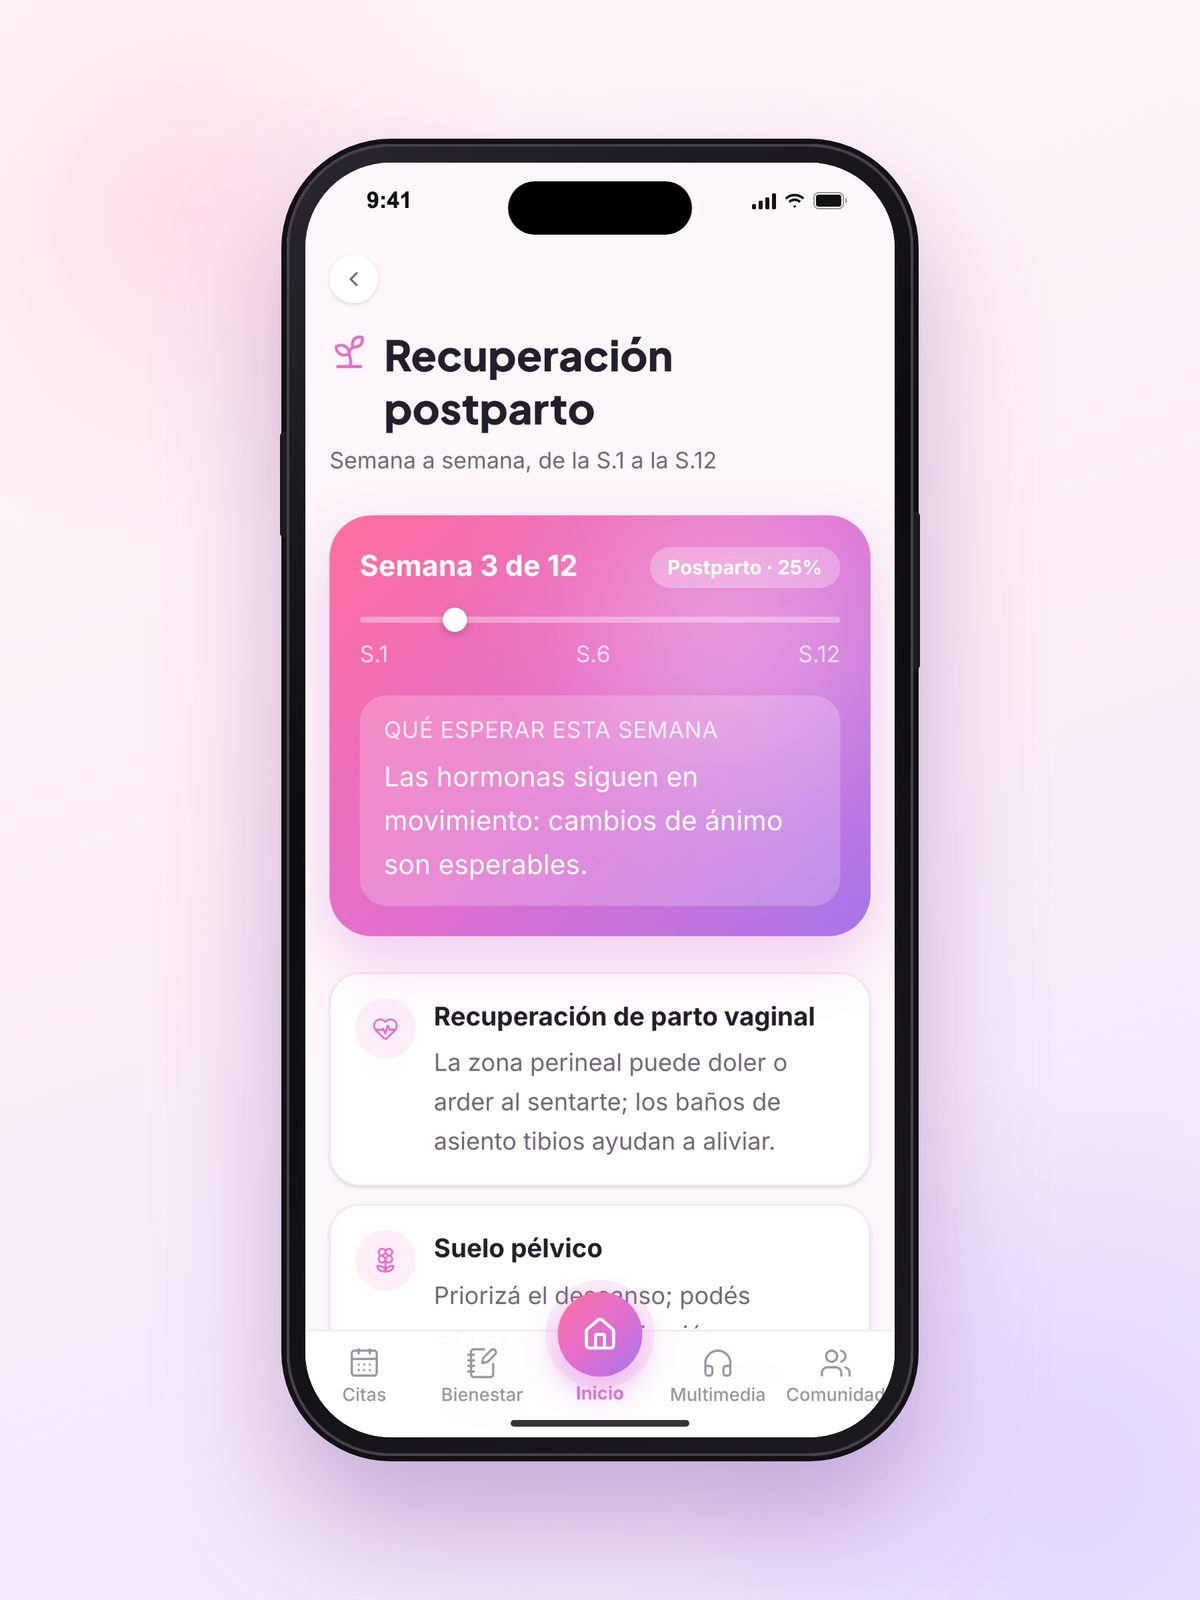 9:41
Recuperación
postparto
Semana a semana, de la S.1 a la S.12
Semana 3 de 12
Postparto · 25%
S.1 S.6 S.12
QUÉ ESPERAR ESTA SEMANA
Las hormonas siguen en
movimiento: cambios de ánimo
son esperables.
Recuperación de parto vaginal
La zona perineal puede doler o
arder al sentarte; los baños de
asiento tibios ayudan a aliviar.
Suelo pélvico
Priorizá el descanso; podés
Citas Bienestar Inicio Multimedia Comunidad